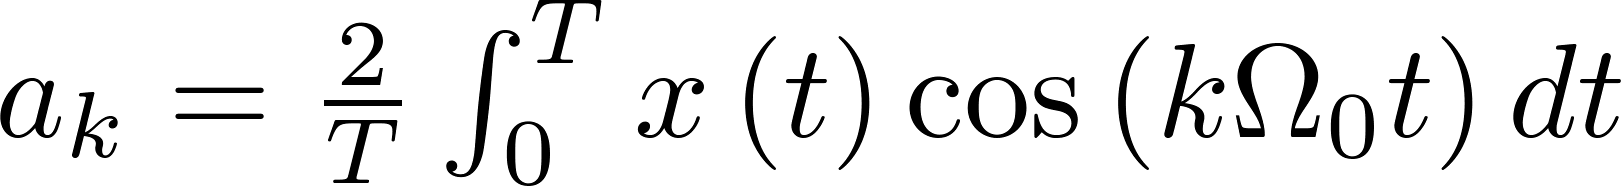 a_k = \frac{2}{T} \int_0^T x(t) \cos(k\Omega_0 t) dt